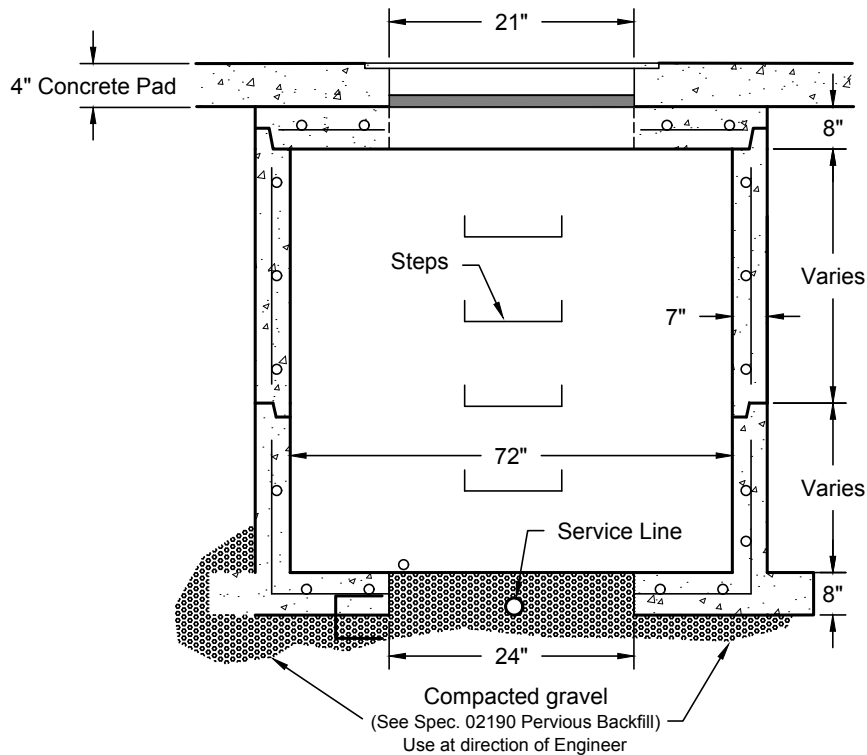 21"
4" Concrete Pad
8"
Steps
Varies
7"
72"
Varies
Service Line
8"
24"
Compacted gravel
(See Spec. 02190 Pervious Backfill)
Use at direction of Engineer